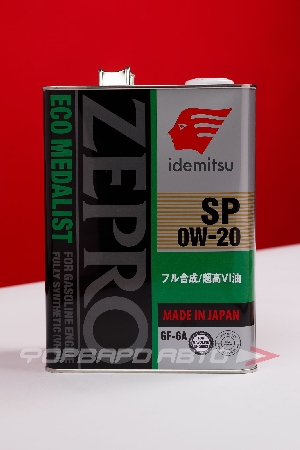 idemitsu
ZEPRO
ECO MEDALIST
FOR GASOLINE ENG
FULLY SYNTHETIC
SP
0W-20
フル合成/超高VI油
MADE IN JAPAN
GF-6A
ФОРВАРД АВТО